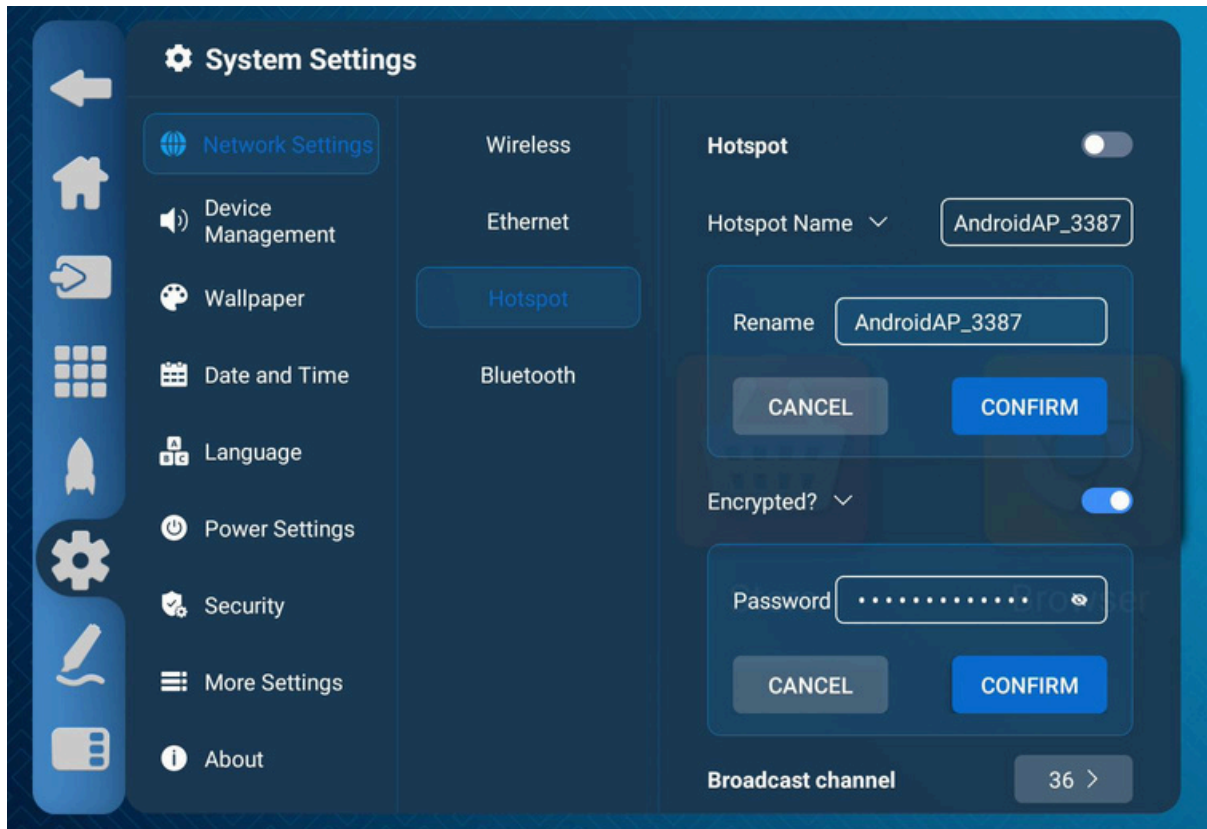 System Settings
Network Settings
Device
Management
Wallpaper
Date and Time
A
B C
Language
Power Settings
Security
More Settings
About
Wireless
Ethernet
Hotspot
Bluetooth
Hotspot
Hotspot Name AndroidAP_3387
Rename AndroidAP_3387
CANCEL CONFIRM
Encrypted?
Password •••••••••••••
Browser
CANCEL CONFIRM
Broadcast channel 36 >